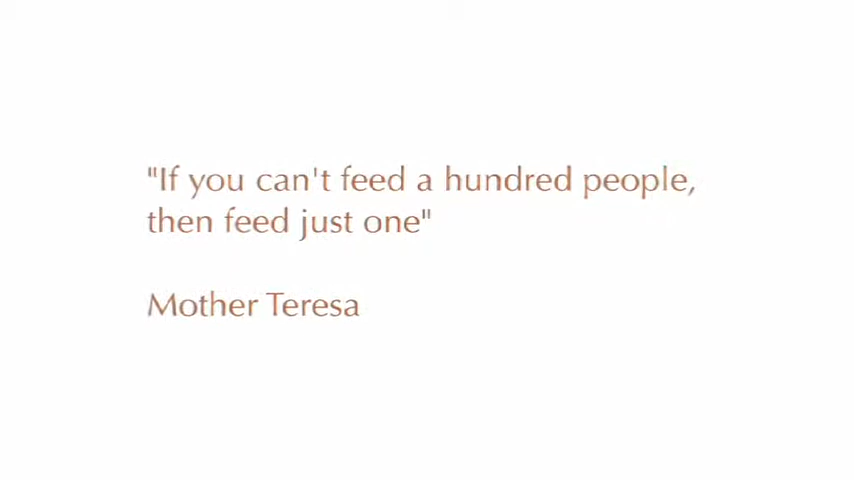 "If you can't feed a hundred people,
then feed just one"
Mother Teresa